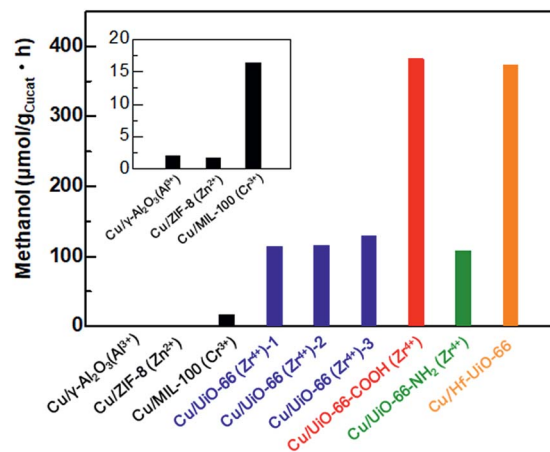 Methanol (μmol/gCucat • h)
400
300
200
100
0
20
15
10
5
0
Cu/γ-Al₂O₃(Al³⁺)
Cu/ZIF-8 (Zn²⁺)
Cu/MIL-100 (Cr³⁺)
Cu/γ-Al₂O₃(Al³⁺)
Cu/ZIF-8 (Zn²⁺)
Cu/MIL-100 (Cr³⁺)
Cu/UiO-66 (Zr⁴⁺)-1
Cu/UiO-66 (Zr⁴⁺)-2
Cu/UiO-66 (Zr⁴⁺)-3
Cu/UiO-66-COOH (Zr⁴⁺)
Cu/UiO-66-NH₂ (Zr⁴⁺)
Cu/Hf-UiO-66